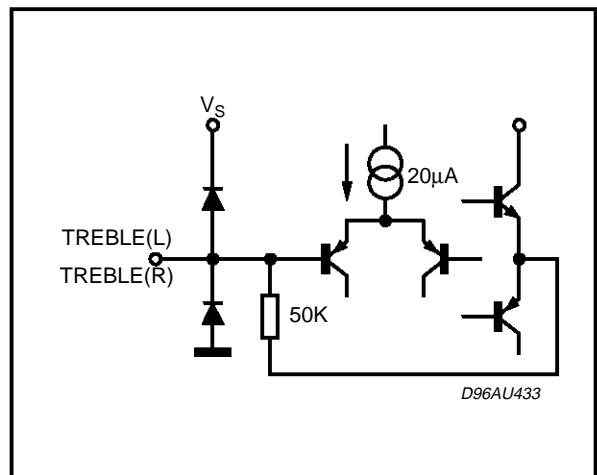 V_S
20μA
TREBLE(L)
TREBLE(R)
50K
D96AU433